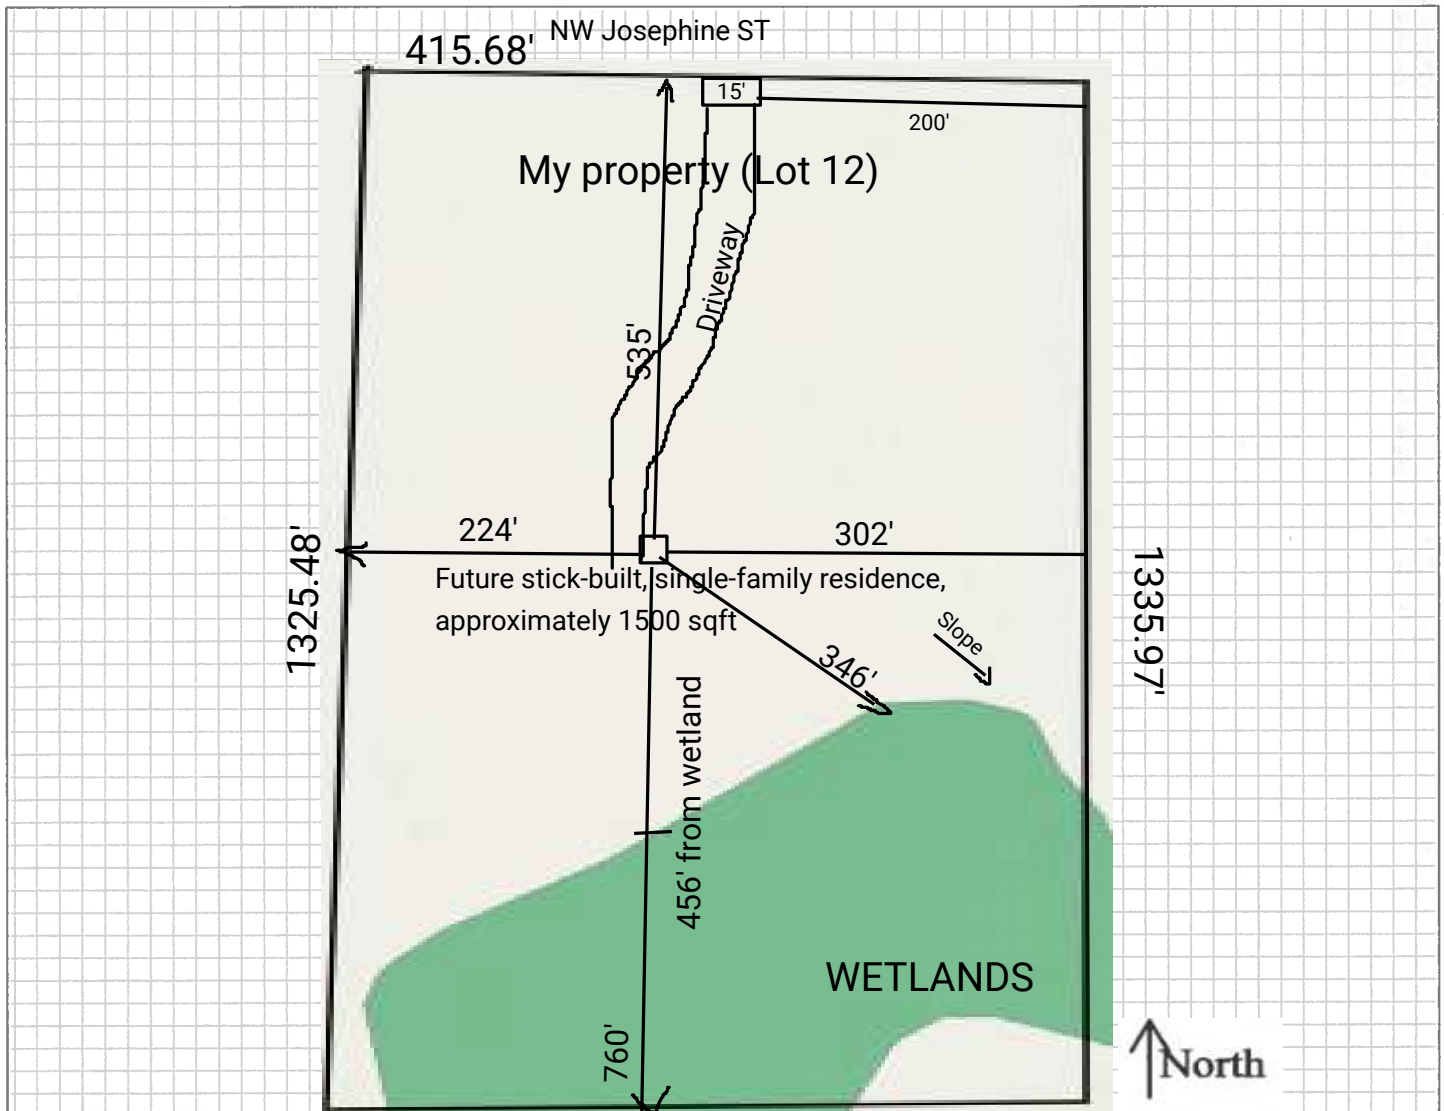 NW Josephine ST
415.68'
15'
200'
My property (Lot 12)
Driveway
535'
224'
302'
Future stick-built, single-family residence,
approximately 1500 sqft
1325.48'
1335.97'
Slope
346'
456' from wetland
WETLANDS
760'
North